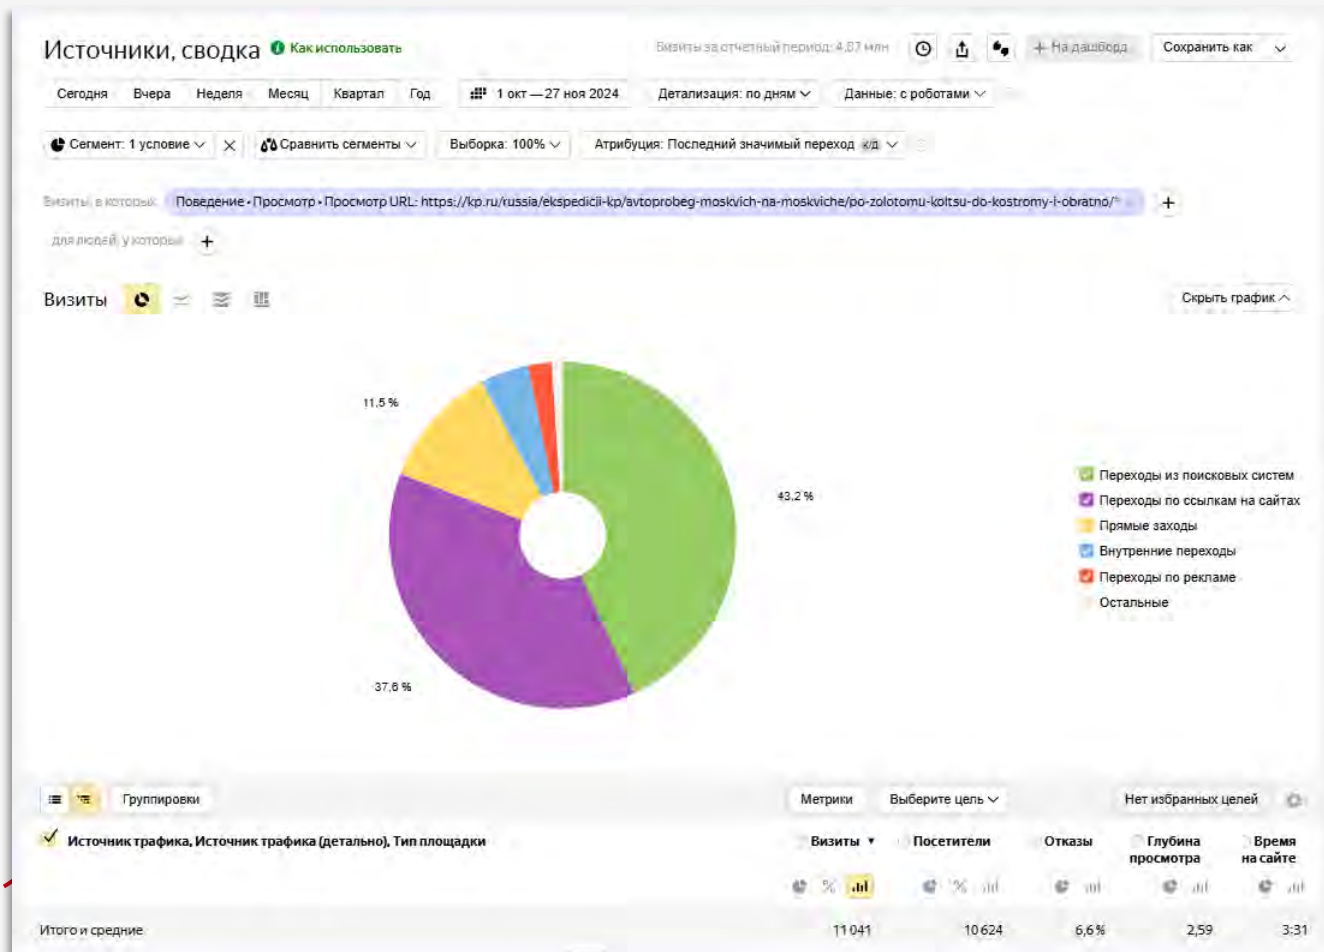 Источники, сводка Как использовать Визиты за отчетный период: 4,87 млн + На дашборд Сохранить как
Сегодня Вчера Неделя Месяц Квартал Год 1 окт — 27 ноя 2024 Детализация: по дням Данные: с роботами
Сегмент: 1 условие Сравнить сегменты Выборка: 100% Атрибуция: Последний значимый переход к/д
Визиты, в которых Поведение • Просмотр • Просмотр URL: https://kp.ru/russia/ekspedicii-kp/avtoprobeg-moskvich-na-moskviche/po-zolotomu-koltsu-do-kostromy-i-obratno/*
для людей, у которых
Визиты Скрыть график
11,5 %
43,2 %
37,6 %
Переходы из поисковых систем
Переходы по ссылкам на сайтах
Прямые заходы
Внутренние переходы
Переходы по рекламе
Остальные
Группировки Метрики Выберите цель Нет избранных целей
Источник трафика, Источник трафика (детально), Тип площадки Визиты Посетители Отказы Глубина просмотра Время на сайте
% %
Итого и средние 11 041 10 624 6,6 % 2,59 3:31